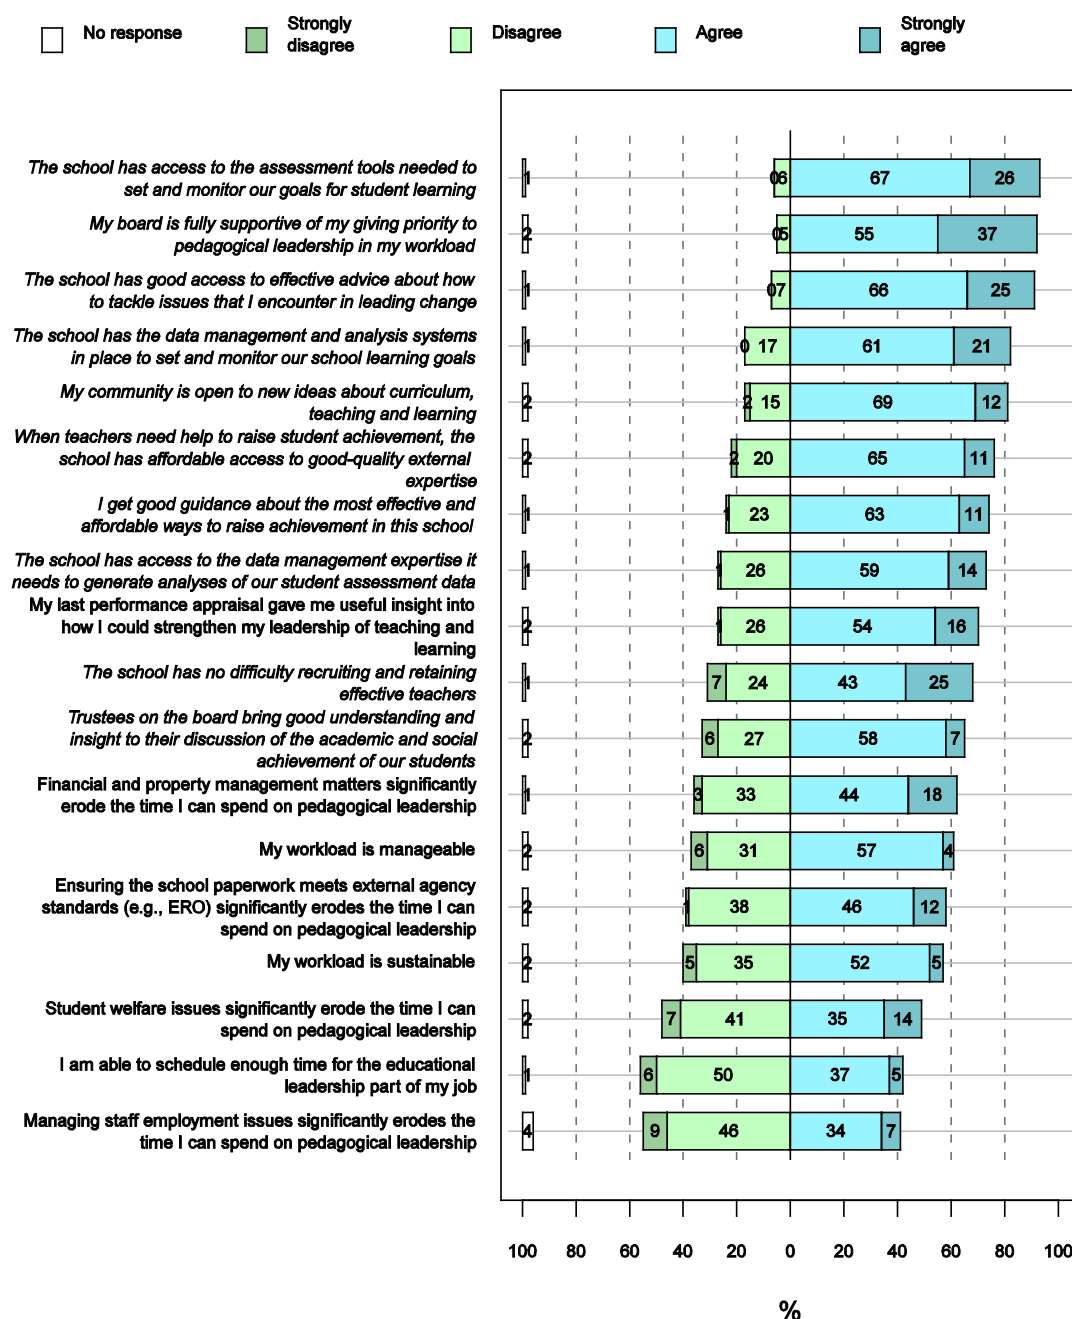 No response
Strongly
disagree
Disagree
Agree
Strongly
agree
The school has access to the assessment tools needed to
set and monitor our goals for student learning
1 0 6 67 26
My board is fully supportive of my giving priority to
pedagogical leadership in my workload
2 0 5 55 37
The school has good access to effective advice about how
to tackle issues that I encounter in leading change
1 0 7 66 25
The school has the data management and analysis systems
in place to set and monitor our school learning goals
1 0 17 61 21
My community is open to new ideas about curriculum,
teaching and learning
2 2 15 69 12
When teachers need help to raise student achievement, the
school has affordable access to good-quality external
expertise
2 2 20 65 11
I get good guidance about the most effective and
affordable ways to raise achievement in this school
1 1 23 63 11
The school has access to the data management expertise it
needs to generate analyses of our student assessment data
1 1 26 59 14
My last performance appraisal gave me useful insight into
how I could strengthen my leadership of teaching and
learning
2 1 26 54 16
The school has no difficulty recruiting and retaining
effective teachers
1 7 24 43 25
Trustees on the board bring good understanding and
insight to their discussion of the academic and social
achievement of our students
2 6 27 58 7
Financial and property management matters significantly
erode the time I can spend on pedagogical leadership
1 3 33 44 18
My workload is manageable
2 6 31 57 4
Ensuring the school paperwork meets external agency
standards (e.g., ERO) significantly erodes the time I can
spend on pedagogical leadership
2 1 38 46 12
My workload is sustainable
2 5 35 52 5
Student welfare issues significantly erode the time I can
spend on pedagogical leadership
2 7 41 35 14
I am able to schedule enough time for the educational
leadership part of my job
1 6 50 37 5
Managing staff employment issues significantly erodes the
time I can spend on pedagogical leadership
4 9 46 34 7
100 80 60 40 20 0 20 40 60 80 100
%